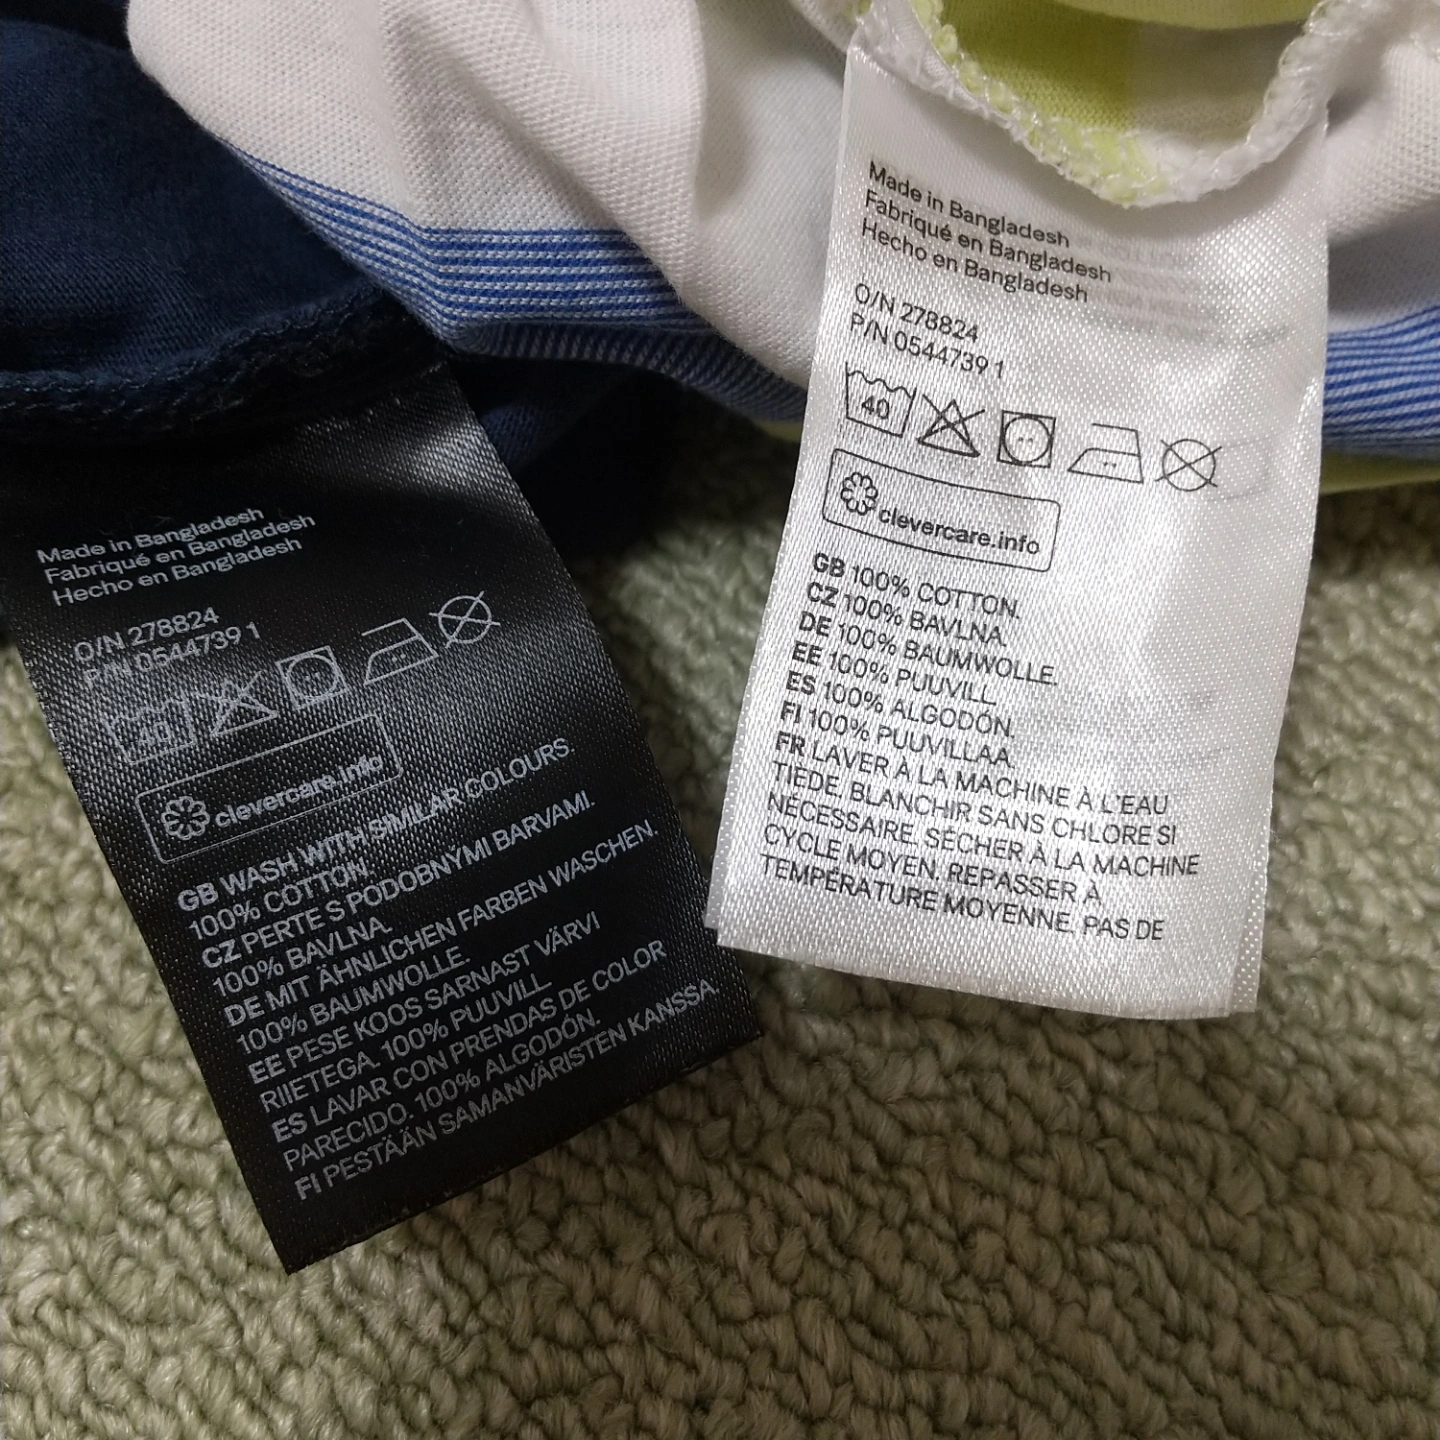 Made in Bangladesh
Fabriqué en Bangladesh
Hecho en Bangladesh
O/N 278824
P/N 0544739 1
40
clevercare.info
GB WASH WITH SIMILAR COLOURS.
100% COTTON.
CZ PERTE S PODOBNÝMI BARVAMI.
100% BAVLNA.
DE MIT ÄHNLICHEN FARBEN WASCHEN.
100% BAUMWOLLE.
EE PESE KOOS SARNAST VÄRVI
RIIETEGA. 100% PUUVILL.
ES LAVAR CON PRENDAS DE COLOR
PARECIDO. 100% ALGODÓN.
FI PESTÄÄN SAMANVÄRISTEN KANSSA.
Made in Bangladesh
Fabriqué en Bangladesh
Hecho en Bangladesh
O/N 278824
P/N 0544739 1
40
clevercare.info
GB 100% COTTON.
CZ 100% BAVLNA.
DE 100% BAUMWOLLE.
EE 100% PUUVILL.
ES 100% ALGODÓN.
FI 100% PUUVILLAA.
FR LAVER À LA MACHINE À L'EAU
TIEDE. BLANCHIR SANS CHLORE SI
NÉCESSAIRE. SÉCHER À LA MACHINE
CYCLE MOYEN. REPASSER À
TEMPÉRATURE MOYENNE. PAS DE